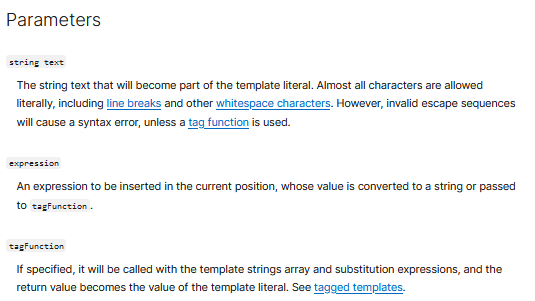 Parameters
string text
The string text that will become part of the template literal. Almost all characters are allowed
literally, including line breaks and other whitespace characters. However, invalid escape sequences
will cause a syntax error, unless a tag function is used.
expression
An expression to be inserted in the current position, whose value is converted to a string or passed
to tagFunction.
tagFunction
If specified, it will be called with the template strings array and substitution expressions, and the
return value becomes the value of the template literal. See tagged templates.